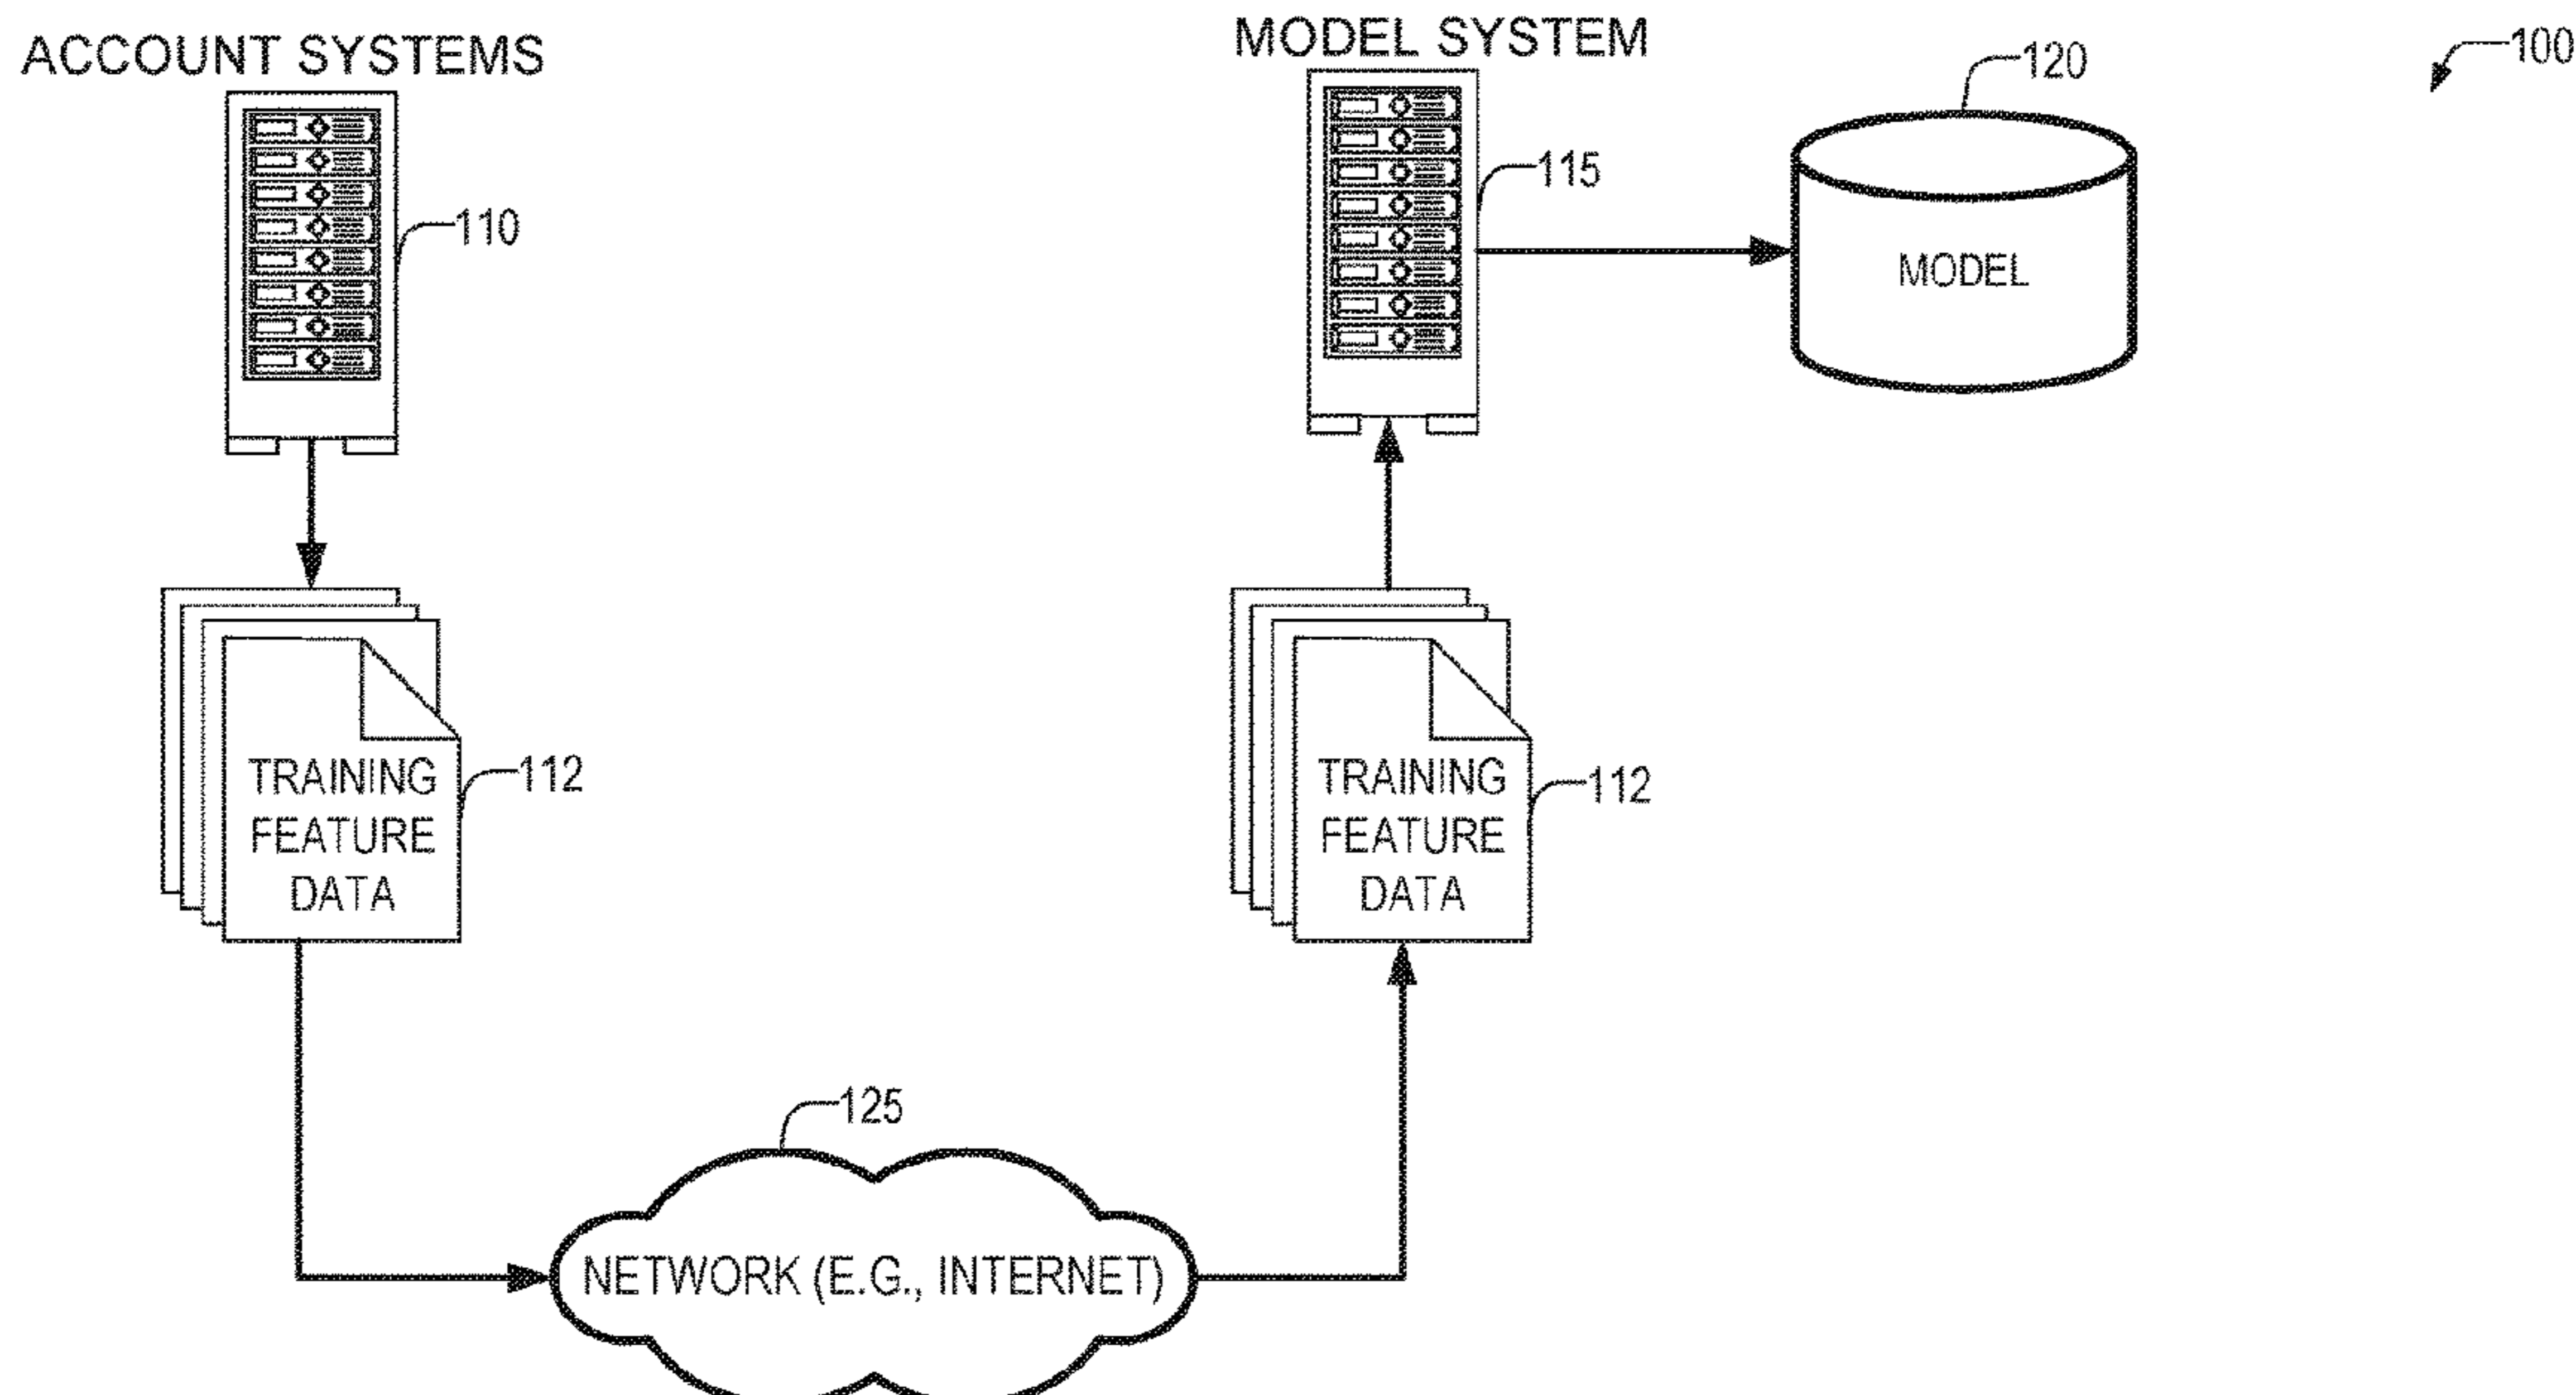 ACCOUNT SYSTEMS
MODEL SYSTEM
100
120
115
110
MODEL
TRAINING
FEATURE
DATA
112
TRAINING
FEATURE
DATA
112
125
NETWORK (E.G., INTERNET)